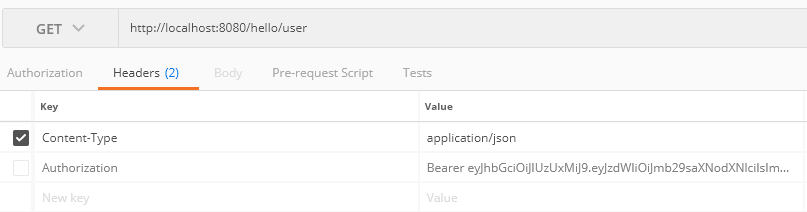 GET http://localhost:8080/hello/user
Authorization Headers (2) Body Pre-request Script Tests
Key Value
Content-Type application/json
Authorization Bearer eyJhbGciOiJIUzUxMiJ9.eyJzdWIiOiJmb29saXNodXNlciIsIm...
New key Value